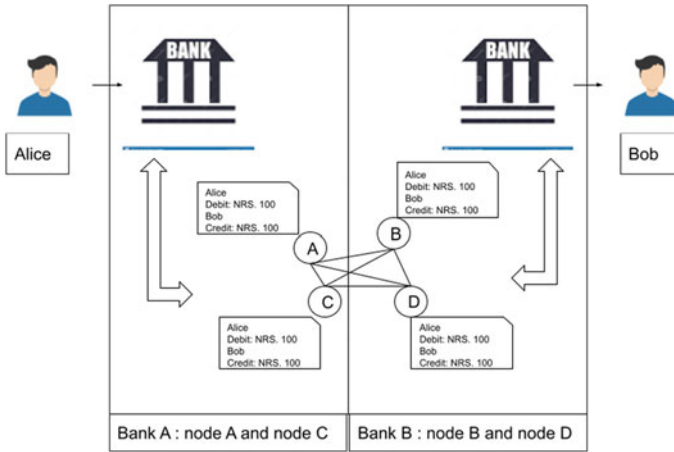 BANK
BANK
Alice
Bob
Alice
Debit: NRS. 100
Bob
Credit: NRS. 100
Alice
Debit: NRS. 100
Bob
Credit: NRS. 100
A
B
C
D
Alice
Debit: NRS. 100
Bob
Credit: NRS. 100
Alice
Debit: NRS. 100
Bob
Credit: NRS. 100
Bank A : node A and node C
Bank B : node B and node D